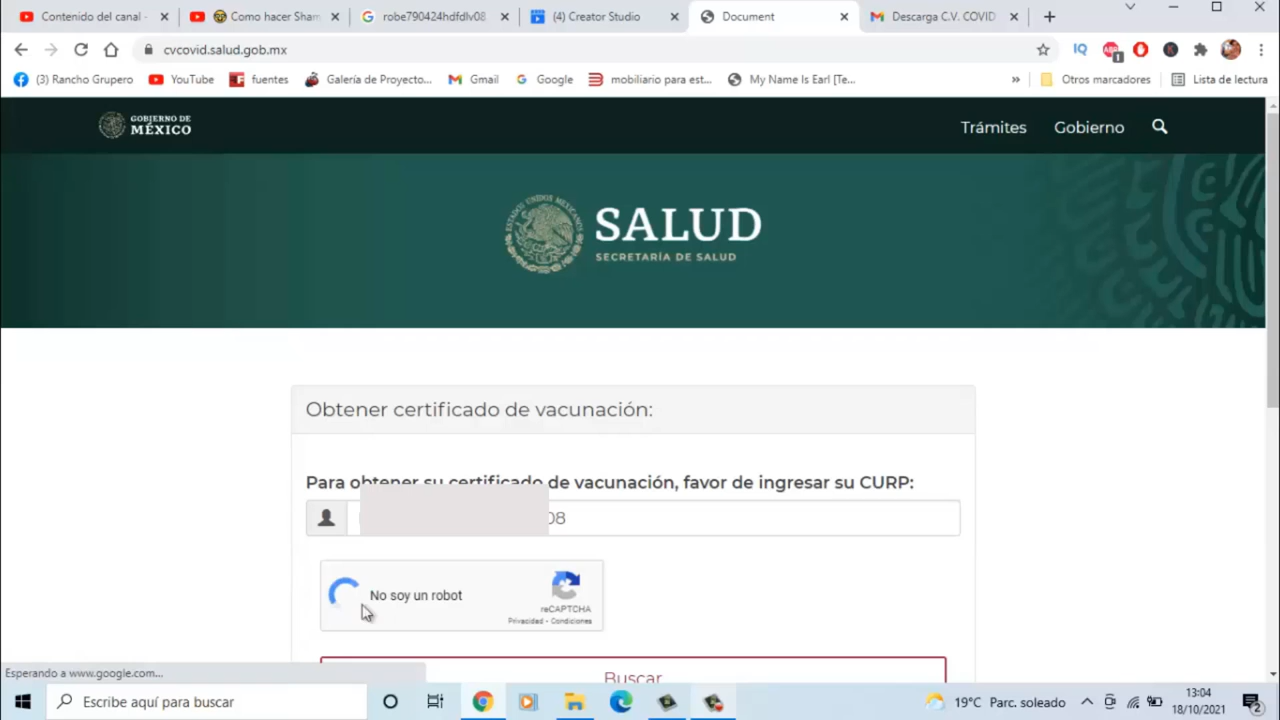 Contenido del canal -
Como hacer Sham
robe790424hdfdlv08
(4) Creator Studio
Document
Descarga C.V. COVID
cvcovid.salud.gob.mx
(3) Rancho Grupero
YouTube
fuentes
Galería de Proyecto...
Gmail
Google
mobiliario para est...
My Name Is Earl [Te...
»
Otros marcadores
Lista de lectura
GOBIERNO DE
MÉXICO
Trámites
Gobierno
ESTADOS UNIDOS MEXICANOS
SALUD
SECRETARÍA DE SALUD
Obtener certificado de vacunación:
Para obtener su certificado de vacunación, favor de ingresar su CURP:
08
No soy un robot
reCAPTCHA
Privacidad - Condiciones
Buscar
Esperando a www.google.com...
Escribe aquí para buscar
19°C Parc. soleado
13:04
18/10/2021
2